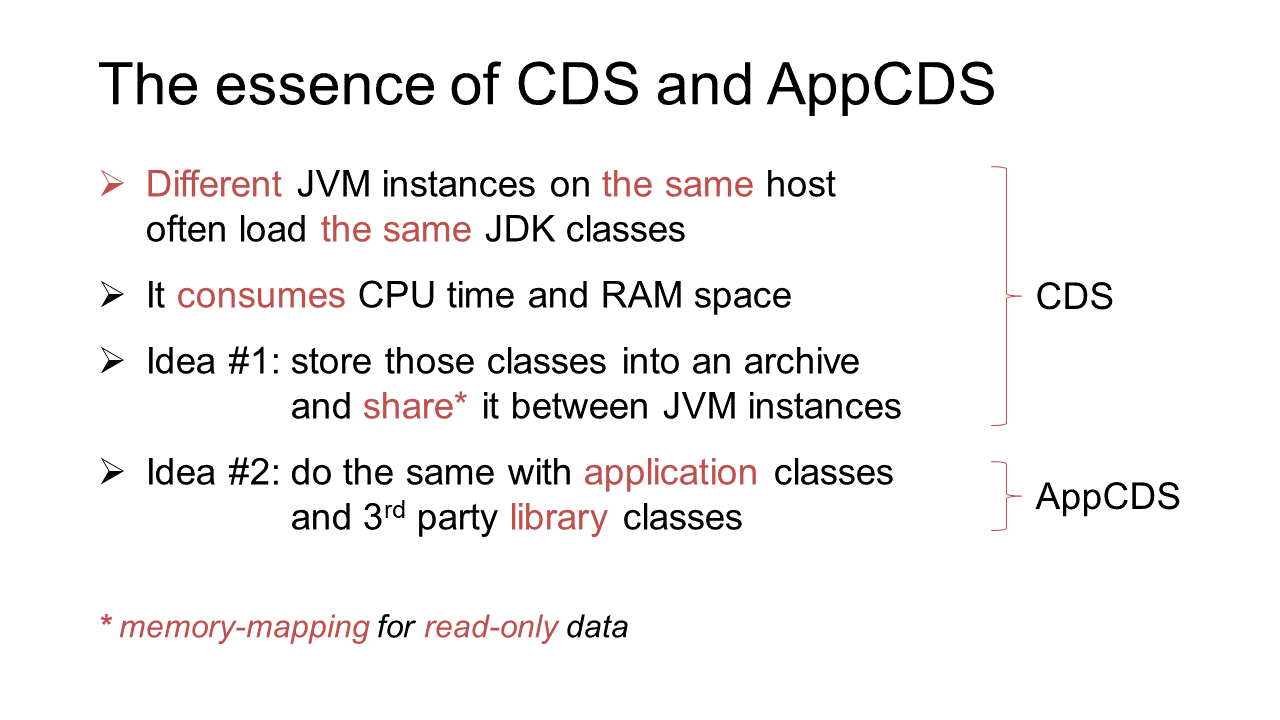 The essence of CDS and AppCDS
➢ Different JVM instances on the same host
often load the same JDK classes
➢ It consumes CPU time and RAM space
➢ Idea #1: store those classes into an archive
and share* it between JVM instances
CDS
➢ Idea #2: do the same with application classes
and 3rd party library classes
AppCDS
* memory-mapping for read-only data